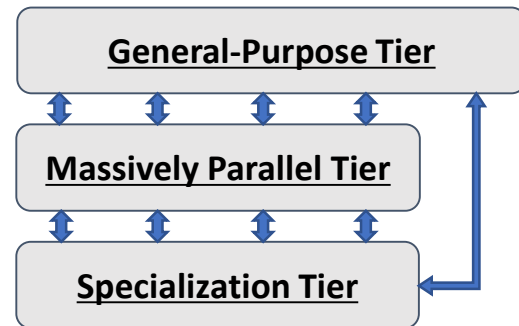 General-Purpose Tier
Massively Parallel Tier
Specialization Tier